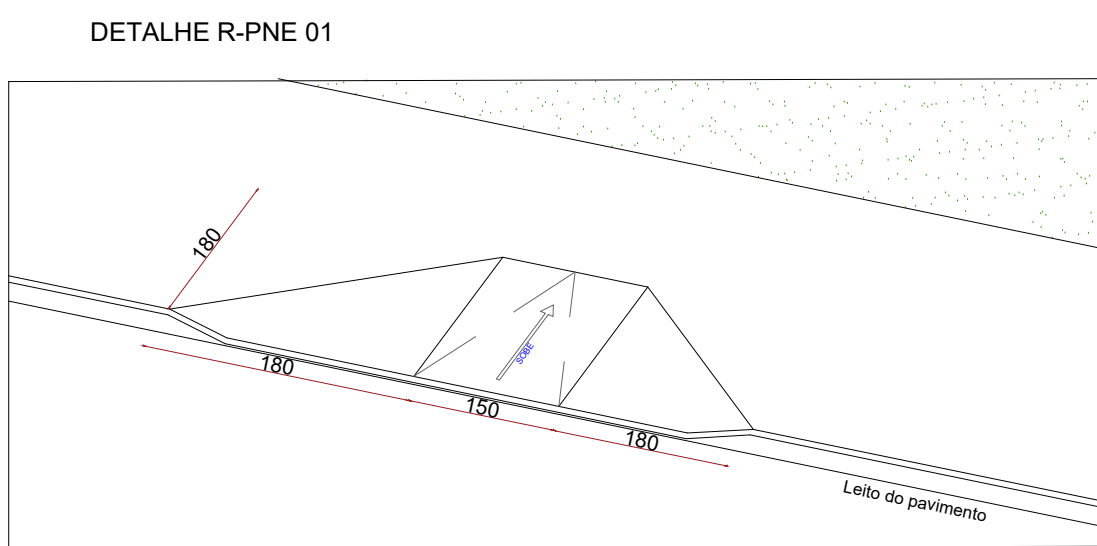 DETALHE R-PNE 01
180
SOBE
180
150
180
Leito do pavimento